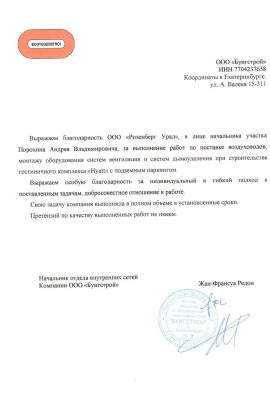 BOUYGUESSTROI
ООО «Буигстрой»
ИНН 7704237658
Координаты в Екатеринбурге:
ул. А. Валека 15-311
Выражаем благодарность ООО «Розенберг Урал», в лице начальника участка
Порохина Андрея Владимировича, за выполнение работ по поставке воздуховодов,
монтажу оборудования систем вентиляции и систем дымоудаления при строительстве
гостиничного комплекса «Hyatt» с подземным паркингом.
Выражаем особую благодарность за индивидуальный и гибкий подход к
поставленным задачам, добросовестное отношение к работе.
Свою задачу компания выполнила в полном объеме в установленные сроки.
Претензий по качеству выполненных работ не имеем.
Начальник отдела внутренних сетей
Компании ООО «Буигстрой»
Жан-Франсуа Редон
"БУИГСТРОЙ"